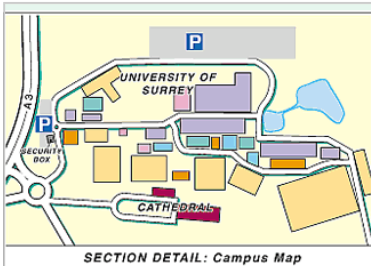 P
UNIVERSITY OF
SURREY
A3
P
SECURITY
BOX
CATHEDRAL
SECTION DETAIL: Campus Map